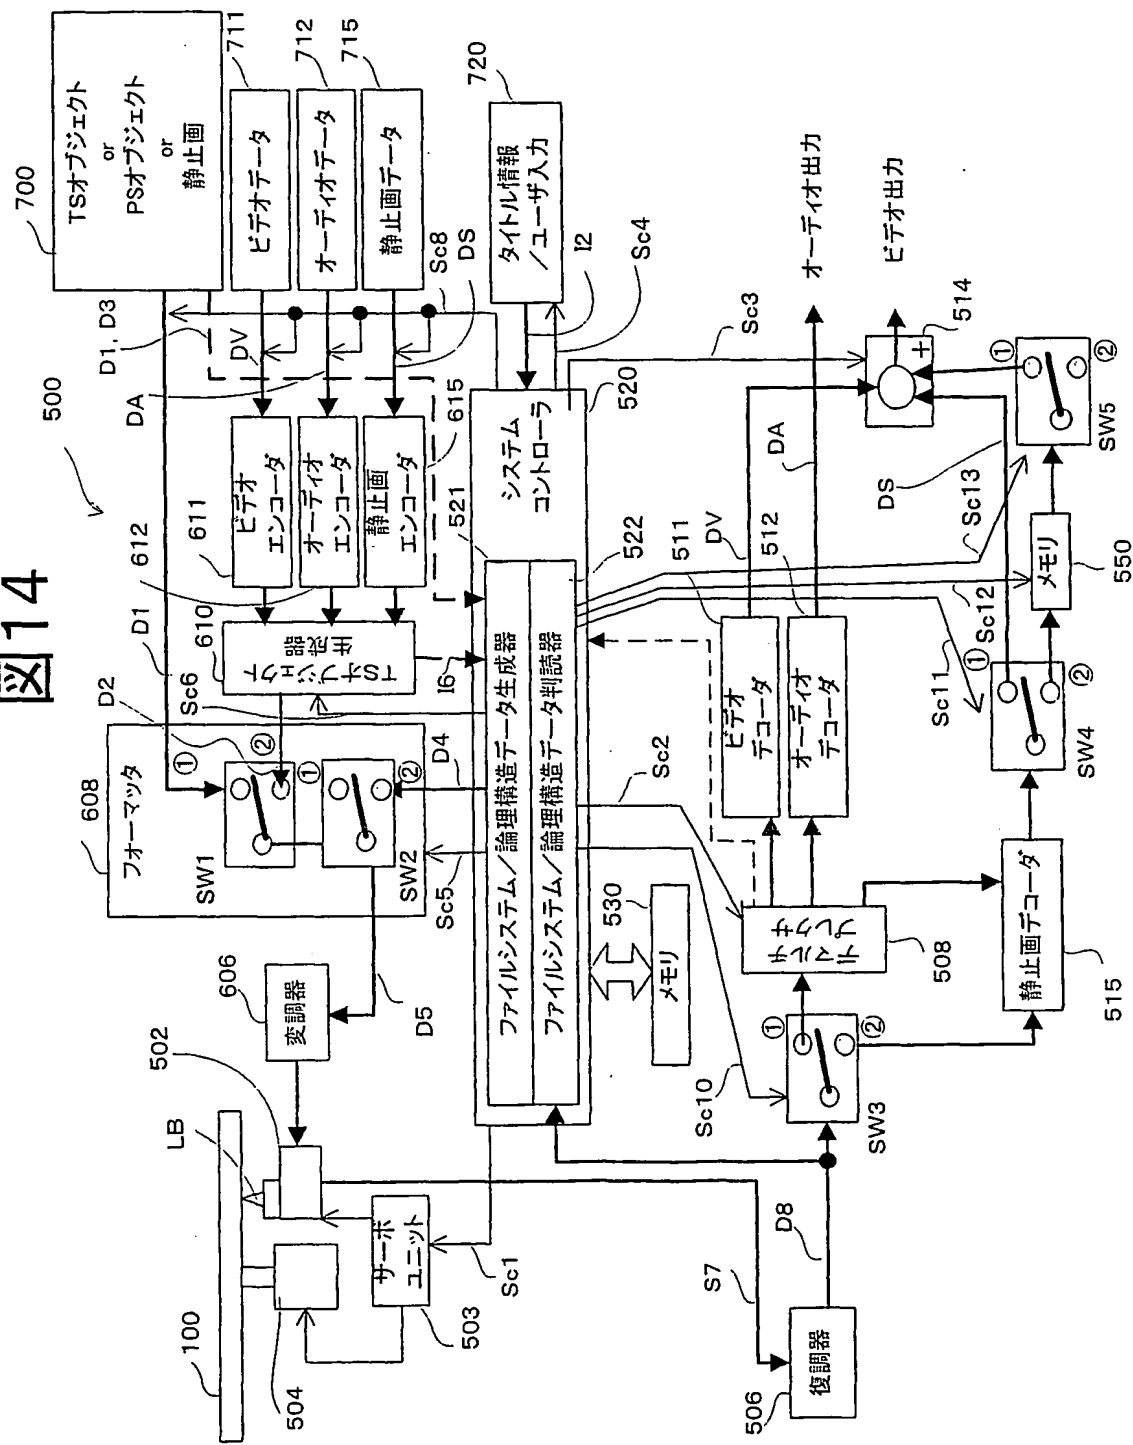 図14
500
700
TSオブジェクト
or
PSオブジェクト
or
静止画
711
ビデオデータ
712
オーディオデータ
715
静止画データ
720
タイトル情報
/ユーザ入力
D1, D3
DV
DA
DS
Sc8
I2
Sc4
Sc3
D1
612
611
ビデオ
エンコーダ
オーディオ
エンコーダ
静止画
エンコーダ
615
610
TSオブジェクト
生成器
Sc6
I6
D2
608
フォーマッタ
①
②
SW1
①
②
SW2
D4
Sc5
D5
606
変調器
502
LB
100
504
サーボ
ユニット
503
Sc1
システム
コントローラ
520
521
ファイルシステム/論理構造データ生成器
522
ファイルシステム/論理構造データ判読器
530
メモリ
Sc2
Sc10
S7
D8
復調器
506
①
②
SW3
デマルチ
プレクサ
508
静止画デコーダ
515
511
ビデオ
デコーダ
DV
512
オーディオ
デコーダ
DA
Sc11
Sc12
Sc13
①
②
SW4
メモリ
550
①
②
SW5
DS
514
+
オーディオ出力
ビデオ出力